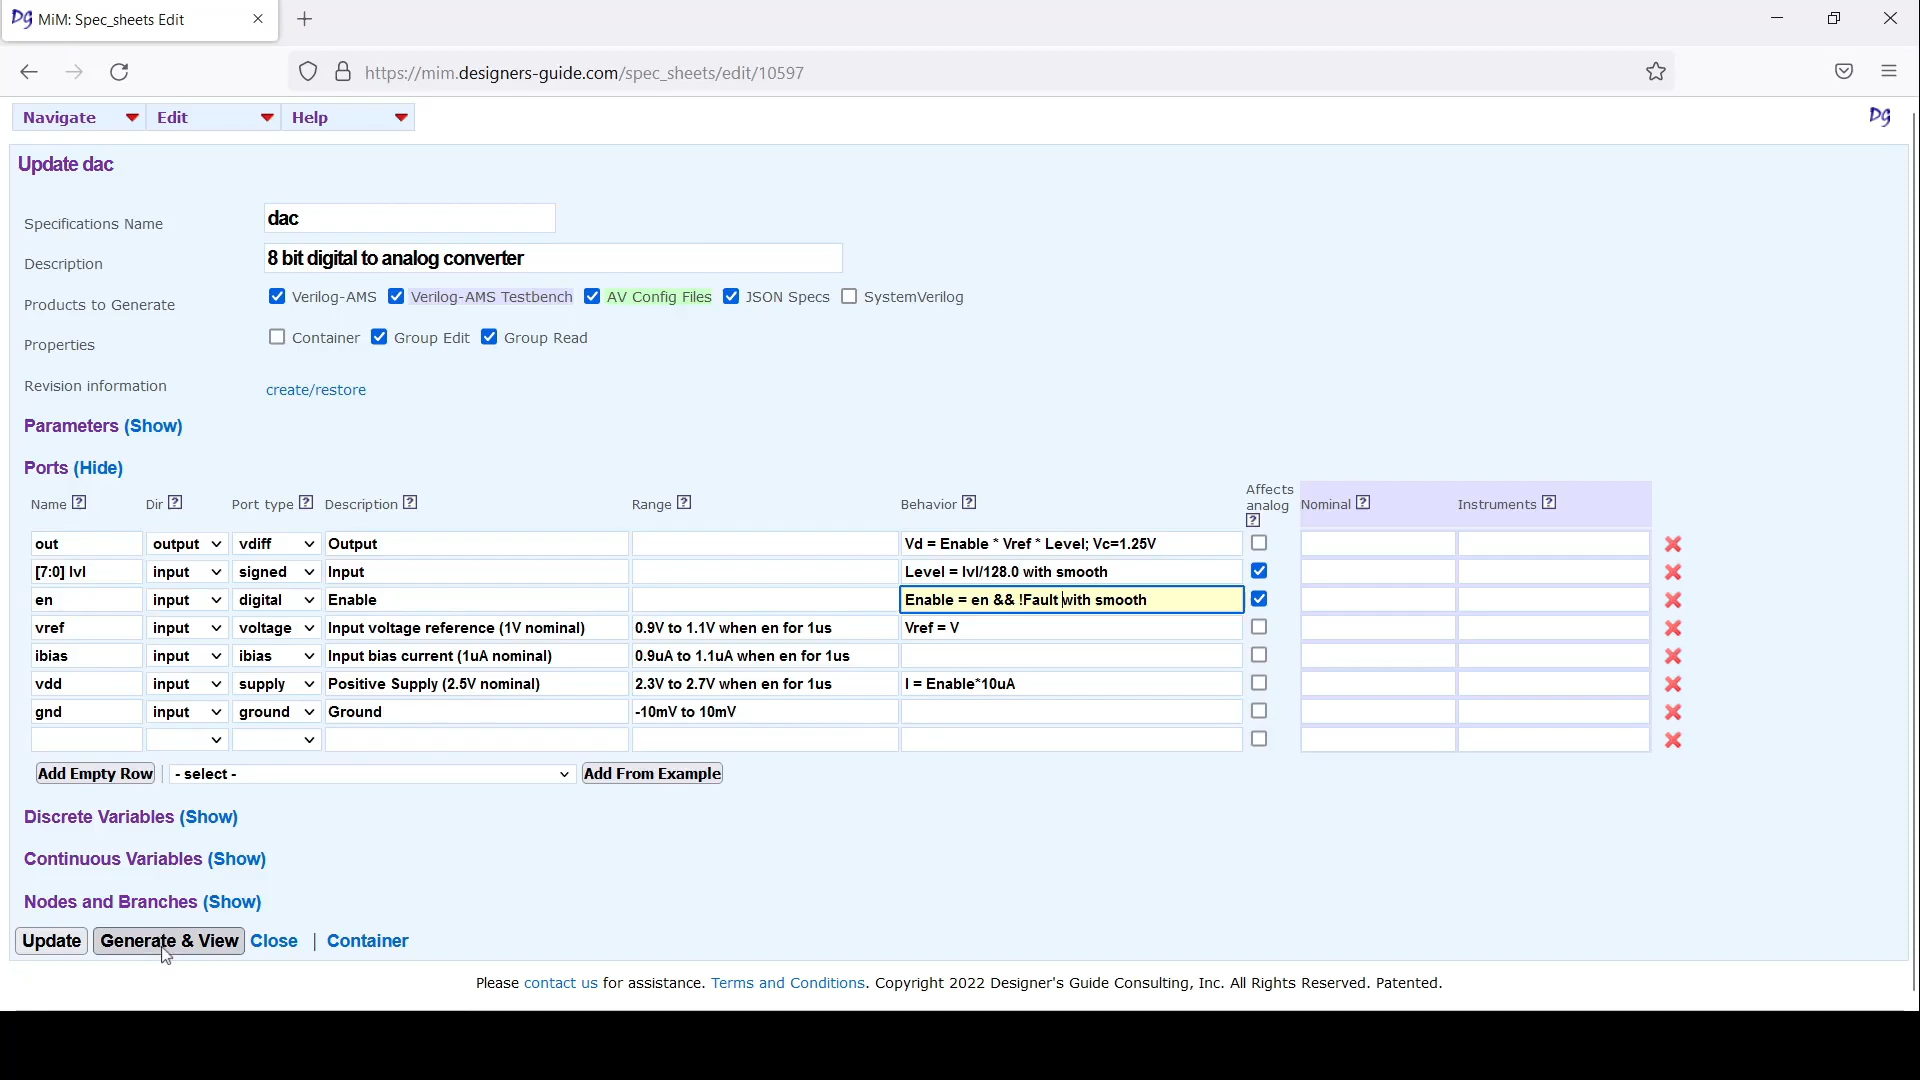 DG MiM: Spec_sheets Edit
https://mim.designers-guide.com/spec_sheets/edit/10597
Navigate Edit Help DG
Update dac
Specifications Name dac
Description 8 bit digital to analog converter
Products to Generate Verilog-AMS Verilog-AMS Testbench AV Config Files JSON Specs SystemVerilog
Properties Container Group Edit Group Read
Revision information create/restore
Parameters (Show)
Ports (Hide)
Name ? Dir ? Port type ? Description ? Range ? Behavior ? Affects analog ? Nominal ? Instruments ?
out output vdiff Output Vd = Enable * Vref * Level; Vc=1.25V
[7:0] lvl input signed Input Level = lvl/128.0 with smooth
en input digital Enable Enable = en && !Fault with smooth
vref input voltage Input voltage reference (1V nominal) 0.9V to 1.1V when en for 1us Vref = V
ibias input ibias Input bias current (1uA nominal) 0.9uA to 1.1uA when en for 1us
vdd input supply Positive Supply (2.5V nominal) 2.3V to 2.7V when en for 1us I = Enable*10uA
gnd input ground Ground -10mV to 10mV
Add Empty Row | - select - Add From Example
Discrete Variables (Show)
Continuous Variables (Show)
Nodes and Branches (Show)
Update Generate & View Close | Container
Please contact us for assistance. Terms and Conditions. Copyright 2022 Designer's Guide Consulting, Inc. All Rights Reserved. Patented.